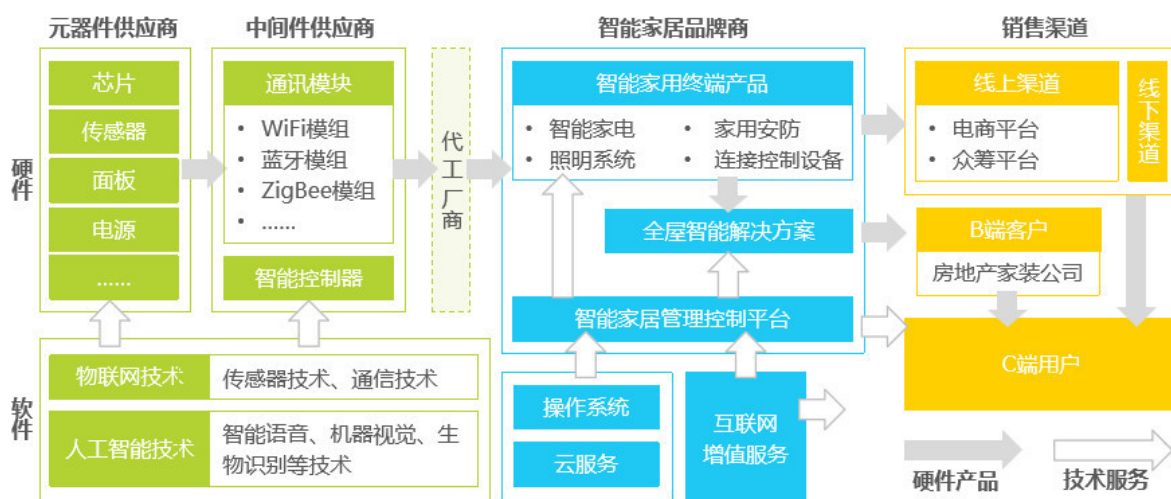 元器件供应商
中间件供应商
智能家居品牌商
销售渠道
硬件
芯片
传感器
面板
电源
......
通讯模块
• WiFi模组
• 蓝牙模组
• ZigBee模组
• ......
智能控制器
代工厂商
智能家用终端产品
• 智能家电
• 家用安防
• 照明系统
• 连接控制设备
全屋智能解决方案
智能家居管理控制平台
线上渠道
• 电商平台
• 众筹平台
线下渠道
B端客户
房地产家装公司
C端用户
软件
物联网技术
传感器技术、通信技术
人工智能技术
智能语音、机器视觉、生
物识别等技术
操作系统
云服务
互联网
增值服务
硬件产品
技术服务